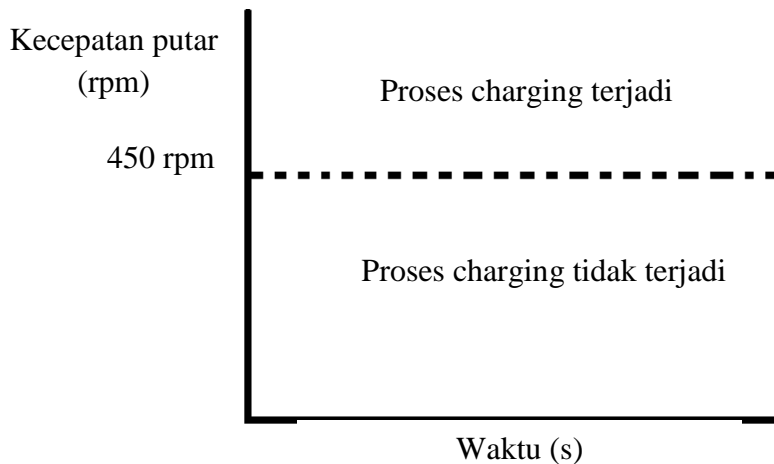 Kecepatan putar
(rpm)
Proses charging terjadi
450 rpm
Proses charging tidak terjadi
Waktu (s)